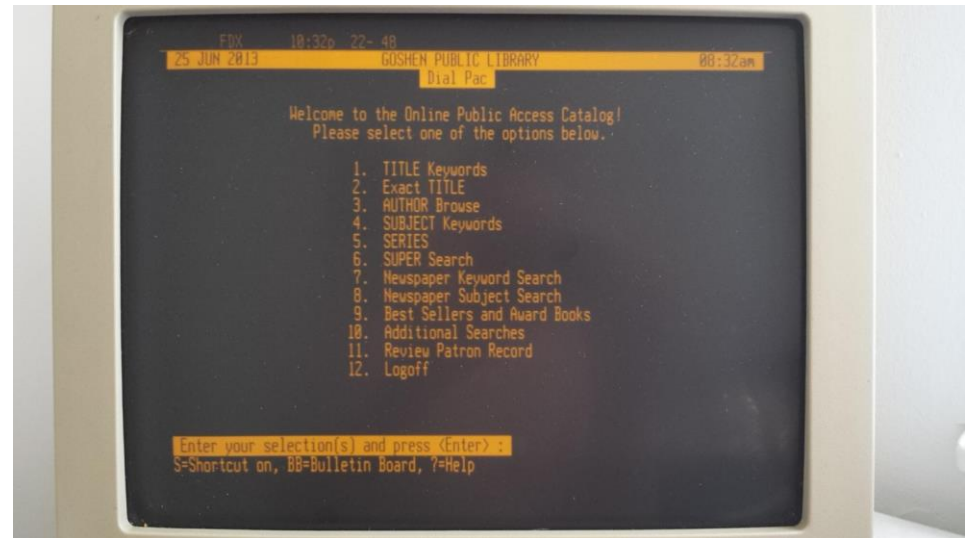 FDX 10:32p 22- 4B
25 JUN 2013 GOSHEN PUBLIC LIBRARY 08:32am
Dial Pac
Welcome to the Online Public Access Catalog!
Please select one of the options below.
1. TITLE Keywords
2. Exact TITLE
3. AUTHOR Browse
4. SUBJECT Keywords
5. SERIES
6. SUPER Search
7. Newspaper Keyword Search
8. Newspaper Subject Search
9. Best Sellers and Award Books
10. Additional Searches
11. Review Patron Record
12. Logoff
Enter your selection(s) and press <Enter> :
S=Shortcut on, BB=Bulletin Board, ?=Help